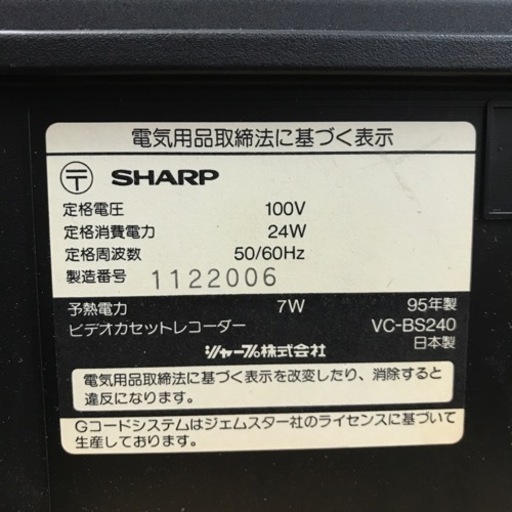 電気用品取締法に基づく表示
〒 SHARP
定格電圧 100V
定格消費電力 24W
定格周波数 50/60Hz
製造番号 1122006
予熱電力 7W 95年製
ビデオカセットレコーダー VC-BS240
シャープ株式会社 日本製
電気用品取締法に基づく表示を改変したり、消除すると
違反になります。
Gコードシステムはジェムスター社のライセンスに基づいて
生産しております。